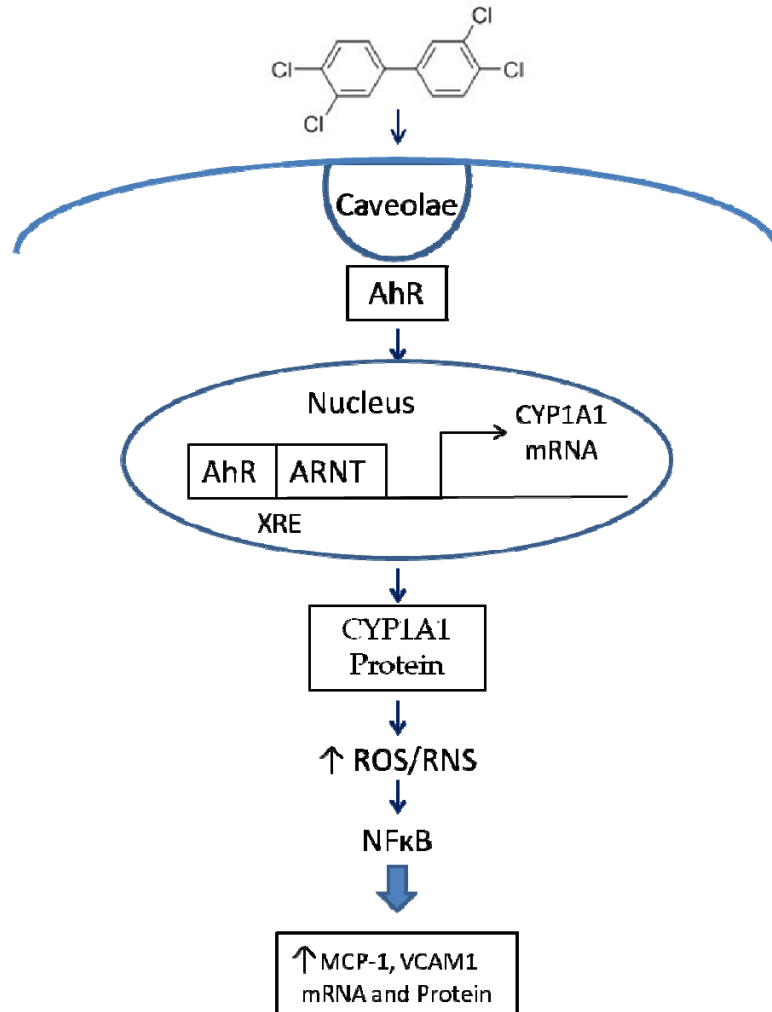 Cl
Cl
Cl
Cl
Caveolae
AhR
Nucleus
CYP1A1
mRNA
AhR ARNT
XRE
CYP1A1
Protein
↑ ROS/RNS
NFκB
↑ MCP-1, VCAM1
mRNA and Protein